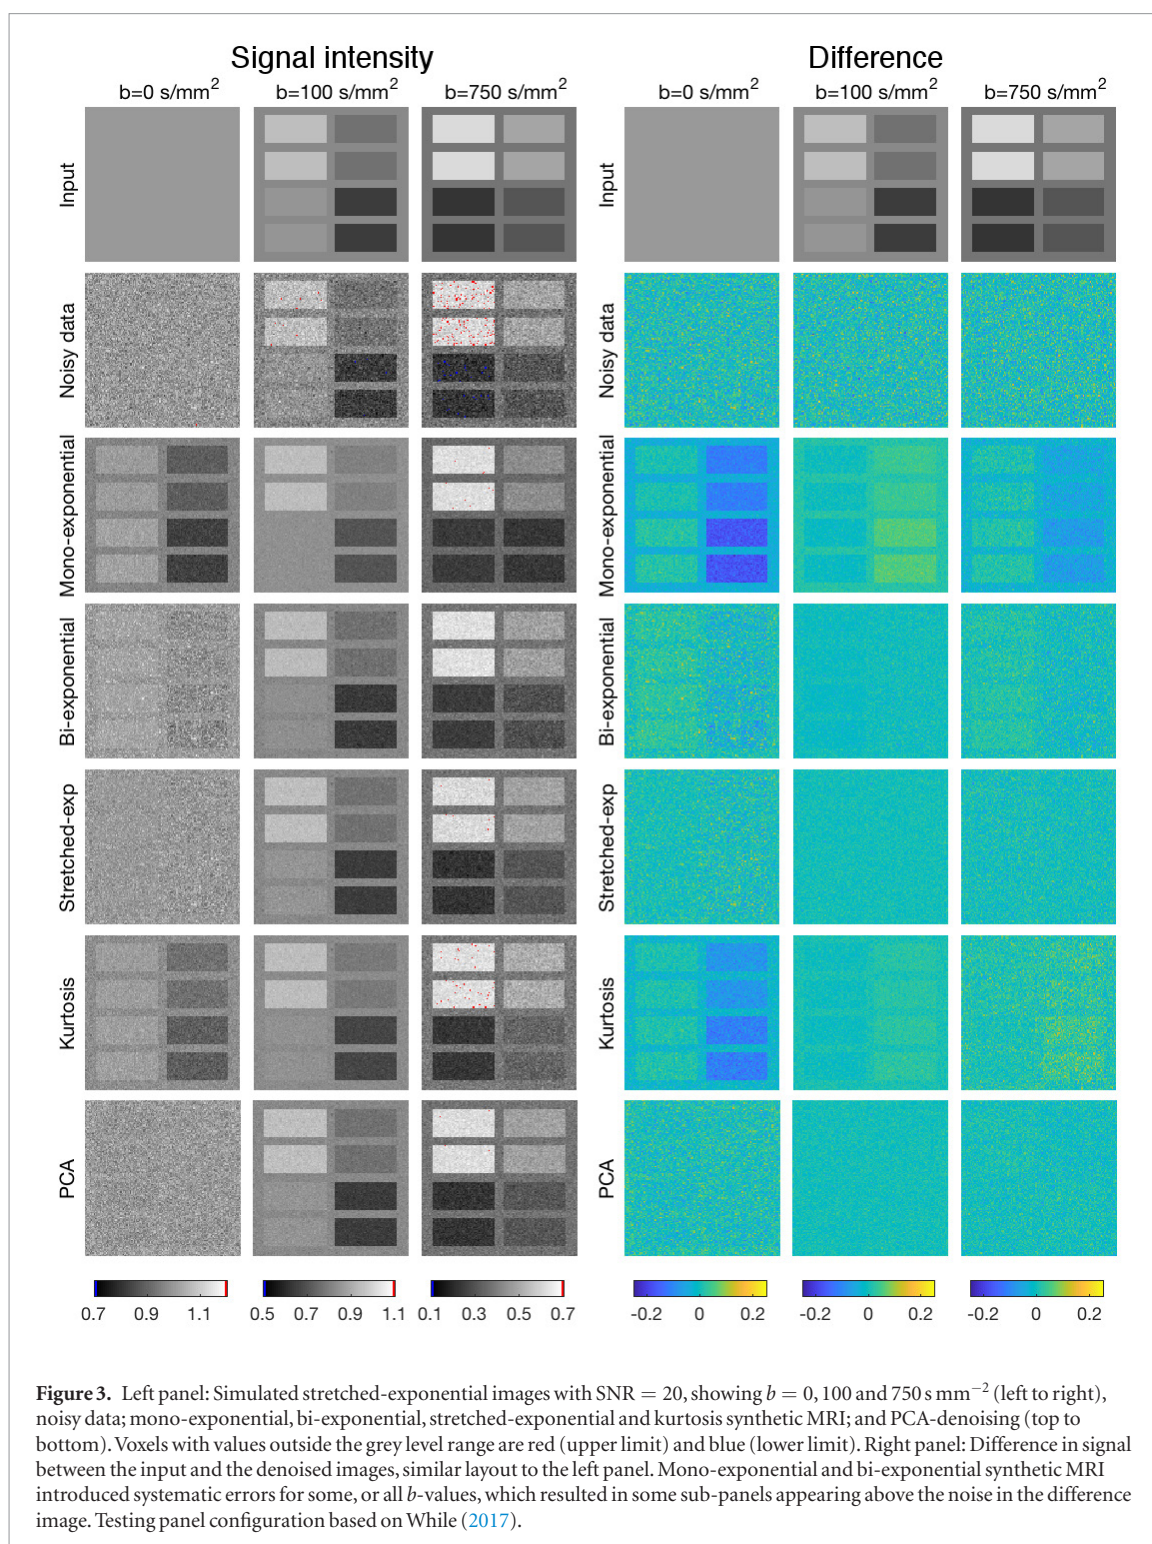 Signal intensity Difference
b=0 s/mm² b=100 s/mm² b=750 s/mm² b=0 s/mm² b=100 s/mm² b=750 s/mm²
Input Input
Noisy data Noisy data
Mono-exponential Mono-exponential
Bi-exponential Bi-exponential
Stretched-exp Stretched-exp
Kurtosis Kurtosis
PCA PCA
0.7 0.9 1.1 0.5 0.7 0.9 1.1 0.1 0.3 0.5 0.7 -0.2 0 0.2 -0.2 0 0.2 -0.2 0 0.2
Figure 3. Left panel: Simulated stretched-exponential images with SNR = 20, showing b = 0, 100 and 750 s mm⁻² (left to right),
noisy data; mono-exponential, bi-exponential, stretched-exponential and kurtosis synthetic MRI; and PCA-denoising (top to
bottom). Voxels with values outside the grey level range are red (upper limit) and blue (lower limit). Right panel: Difference in signal
between the input and the denoised images, similar layout to the left panel. Mono-exponential and bi-exponential synthetic MRI
introduced systematic errors for some, or all b-values, which resulted in some sub-panels appearing above the noise in the difference
image. Testing panel configuration based on While (2017).